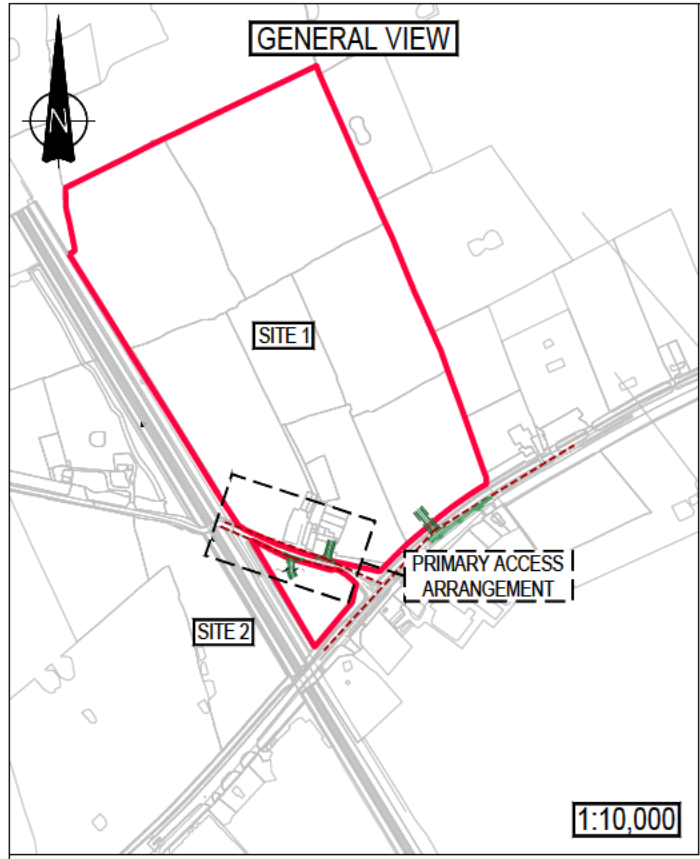 GENERAL VIEW
N
SITE 1
PRIMARY ACCESS
ARRANGEMENT
SITE 2
1:10,000